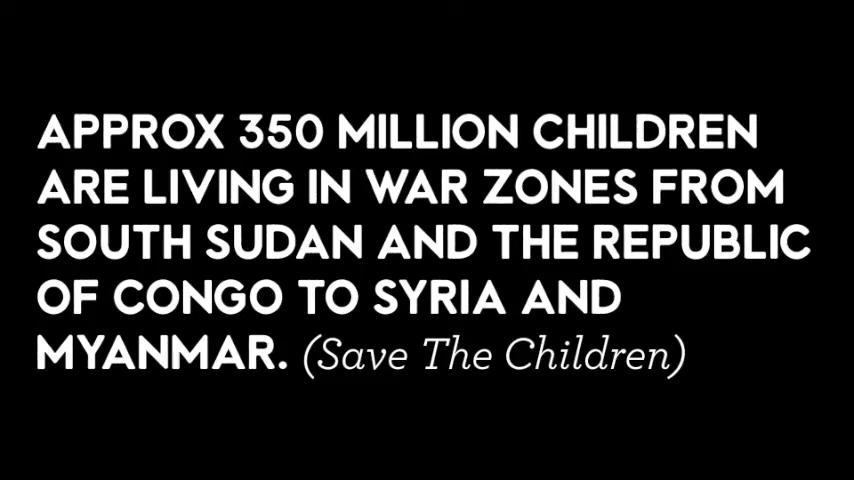 APPROX 350 MILLION CHILDREN
ARE LIVING IN WAR ZONES FROM
SOUTH SUDAN AND THE REPUBLIC
OF CONGO TO SYRIA AND
MYANMAR. (Save The Children)